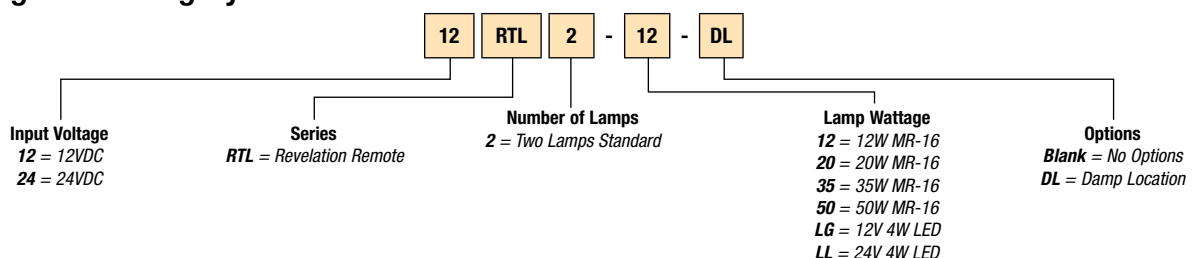 12 RTL 2 - 12 - DL
Input Voltage
12 = 12VDC
24 = 24VDC
Series
RTL = Revelation Remote
Number of Lamps
2 = Two Lamps Standard
Lamp Wattage
12 = 12W MR-16
20 = 20W MR-16
35 = 35W MR-16
50 = 50W MR-16
LG = 12V 4W LED
LL = 24V 4W LED
Options
Blank = No Options
DL = Damp Location